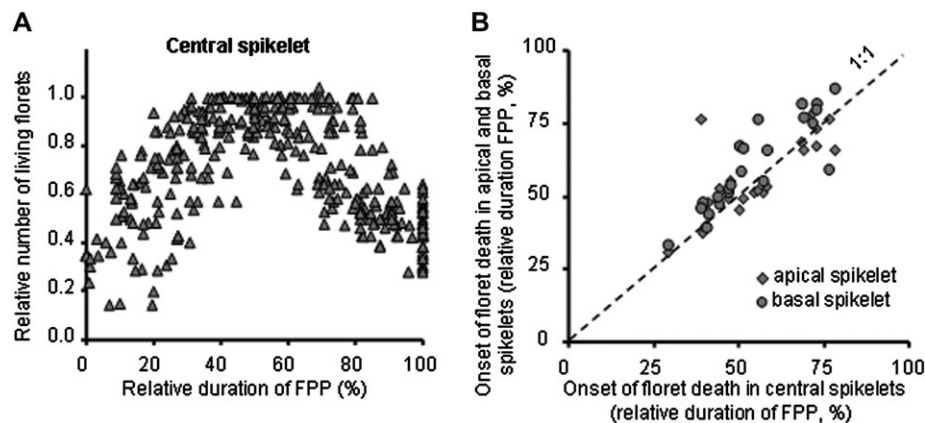 A
Central spikelet
Relative number of living florets
1.0
0.8
0.6
0.4
0.2
0.0
0
20
40
60
80
100
Relative duration of FPP (%)
B
Onset of floret death in apical and basal
spikelets (relative duration FPP, %)
100
75
50
25
0
1:1
apical spikelet
basal spikelet
0
25
50
75
100
Onset of floret death in central spikelets
(relative duration of FPP, %)